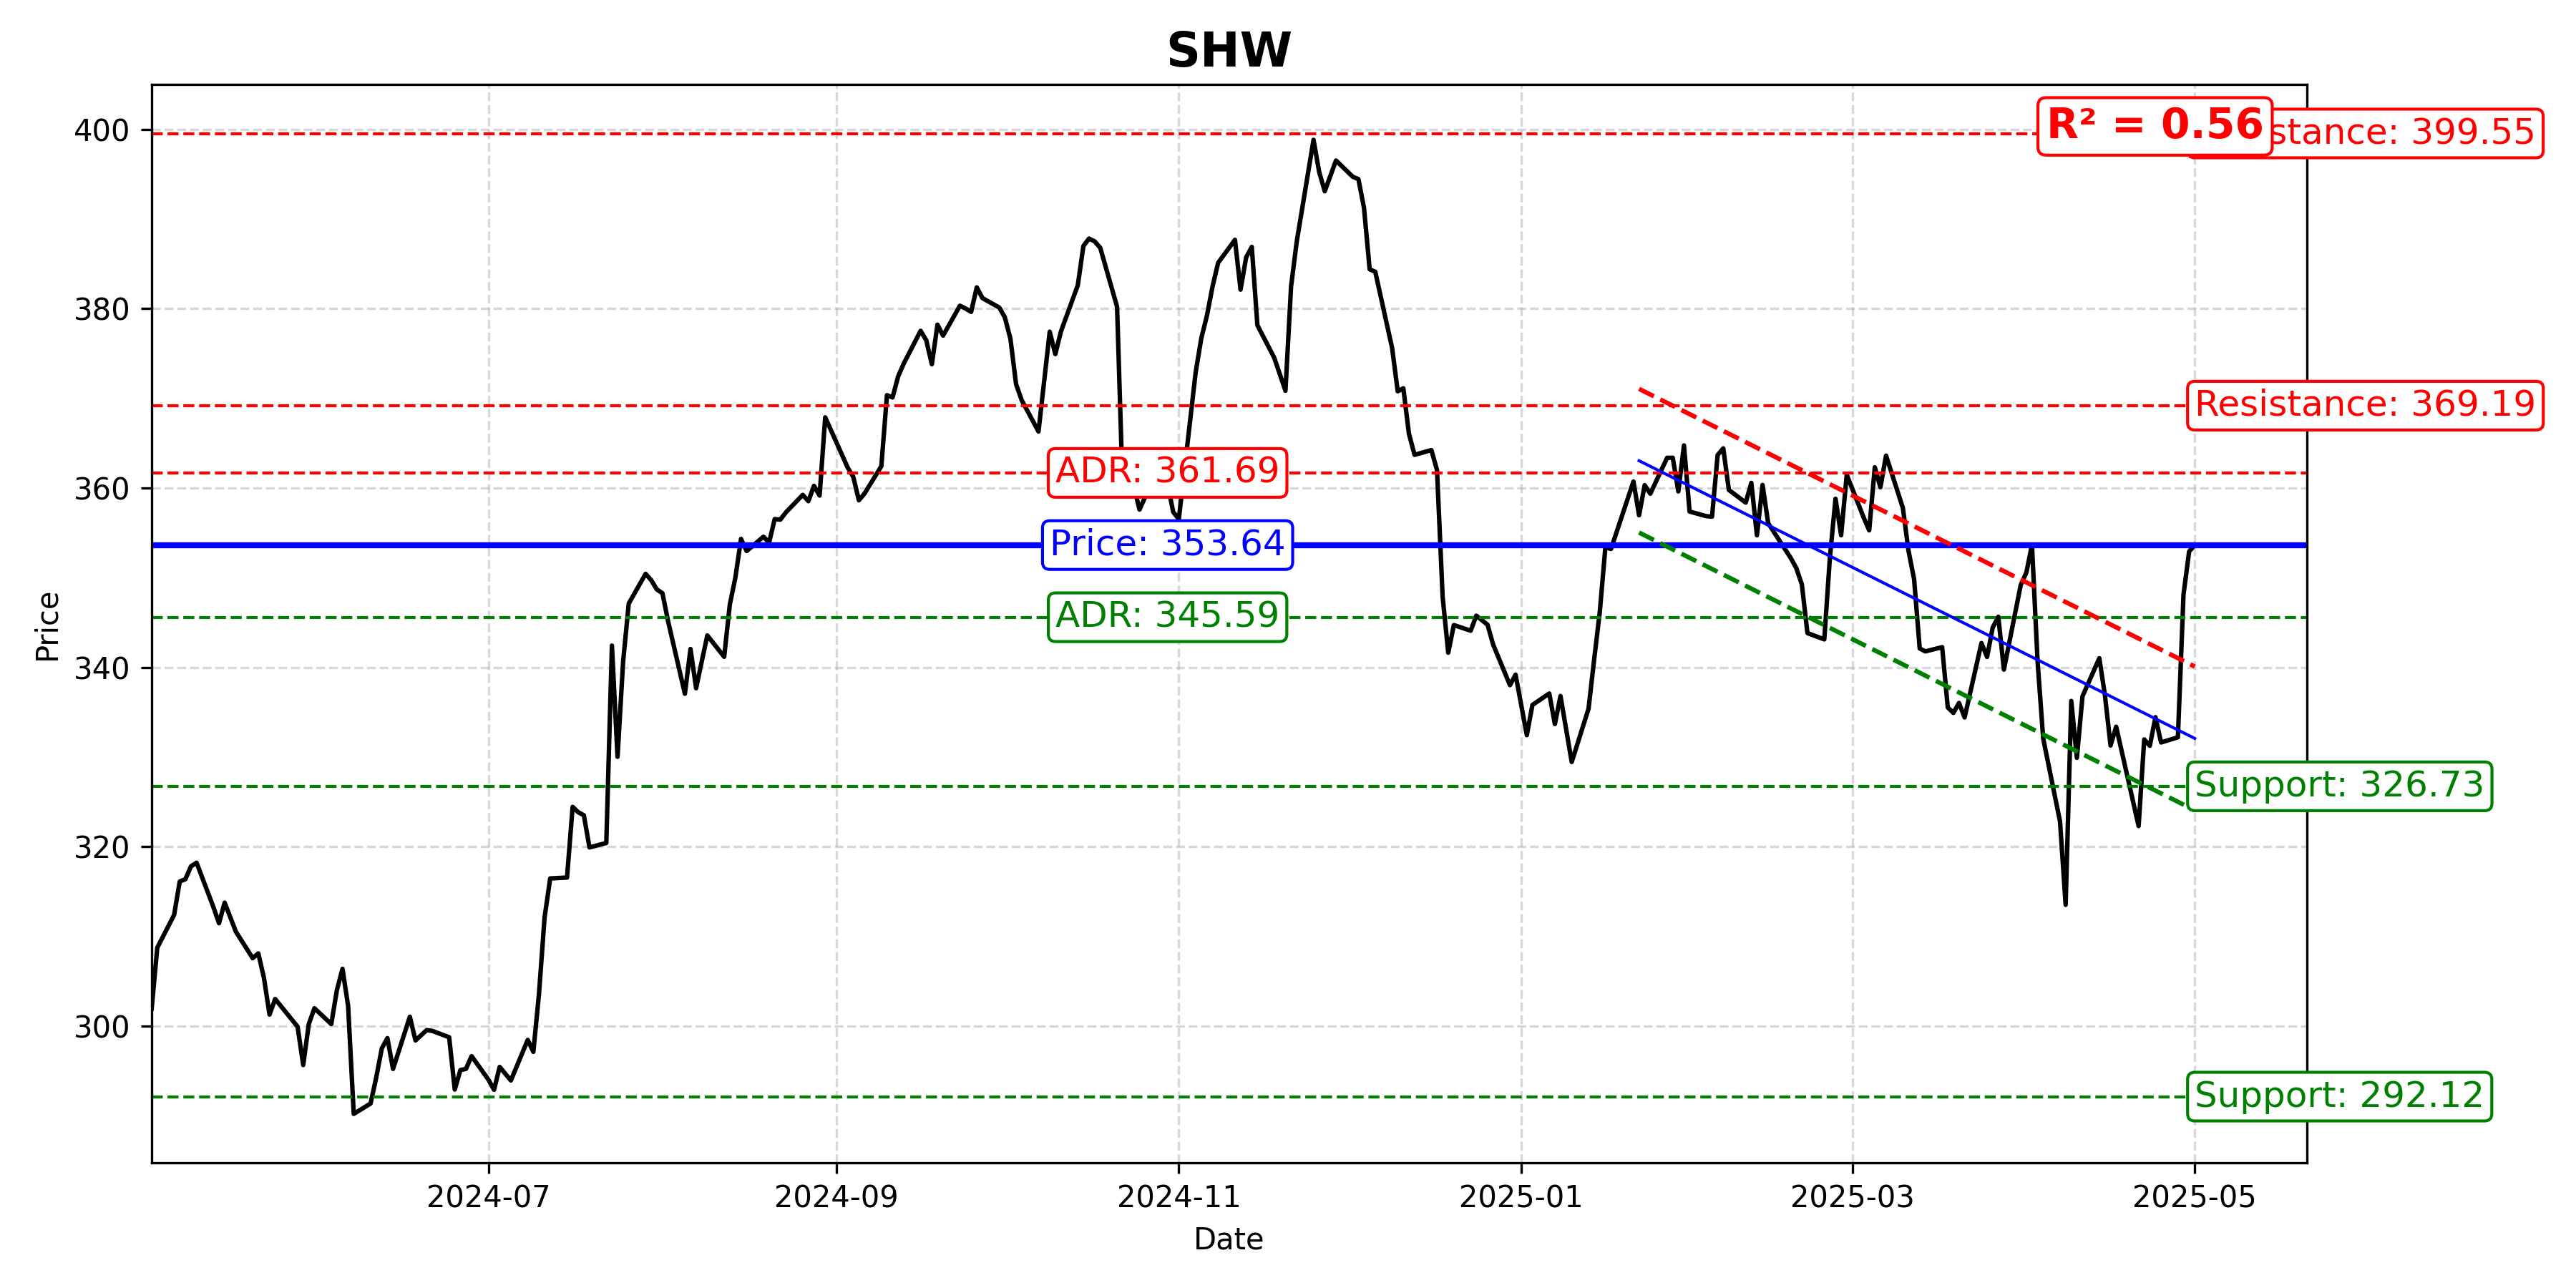 SHW
R² = 0.56
stance: 399.55
Resistance: 369.19
ADR: 361.69
Price: 353.64
ADR: 345.59
Support: 326.73
Support: 292.12
400
380
360
340
320
300
Price
2024-07
2024-09
2024-11
2025-01
2025-03
2025-05
Date